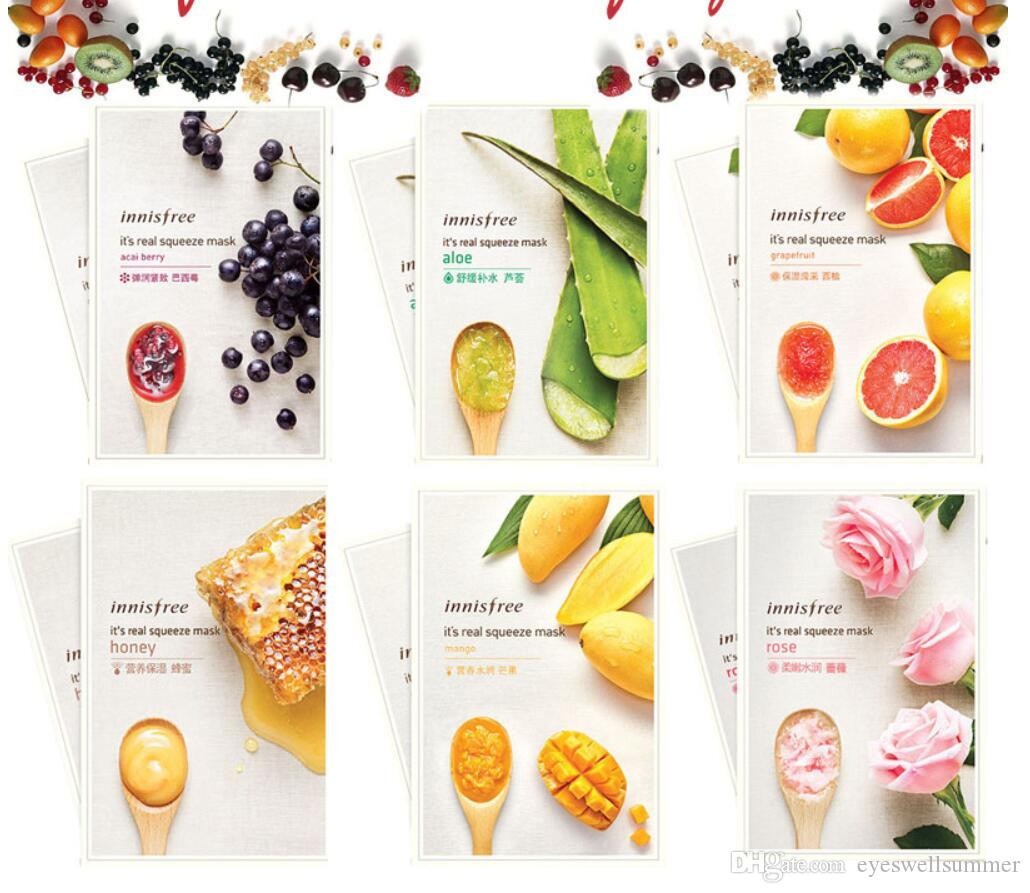 innisfree
it's real squeeze mask
acai berry
弹润紧致 巴西莓
innisfree
it's real squeeze mask
aloe
舒缓补水 芦荟
innisfree
it's real squeeze mask
grapefruit
保湿滢采 西柚
innisfree
it's real squeeze mask
honey
营养保湿 蜂蜜
innisfree
it's real squeeze mask
mango
营养水润 芒果
innisfree
it's real squeeze mask
rose
柔嫩水润 蔷薇
DHgate.com eyeswellsummer